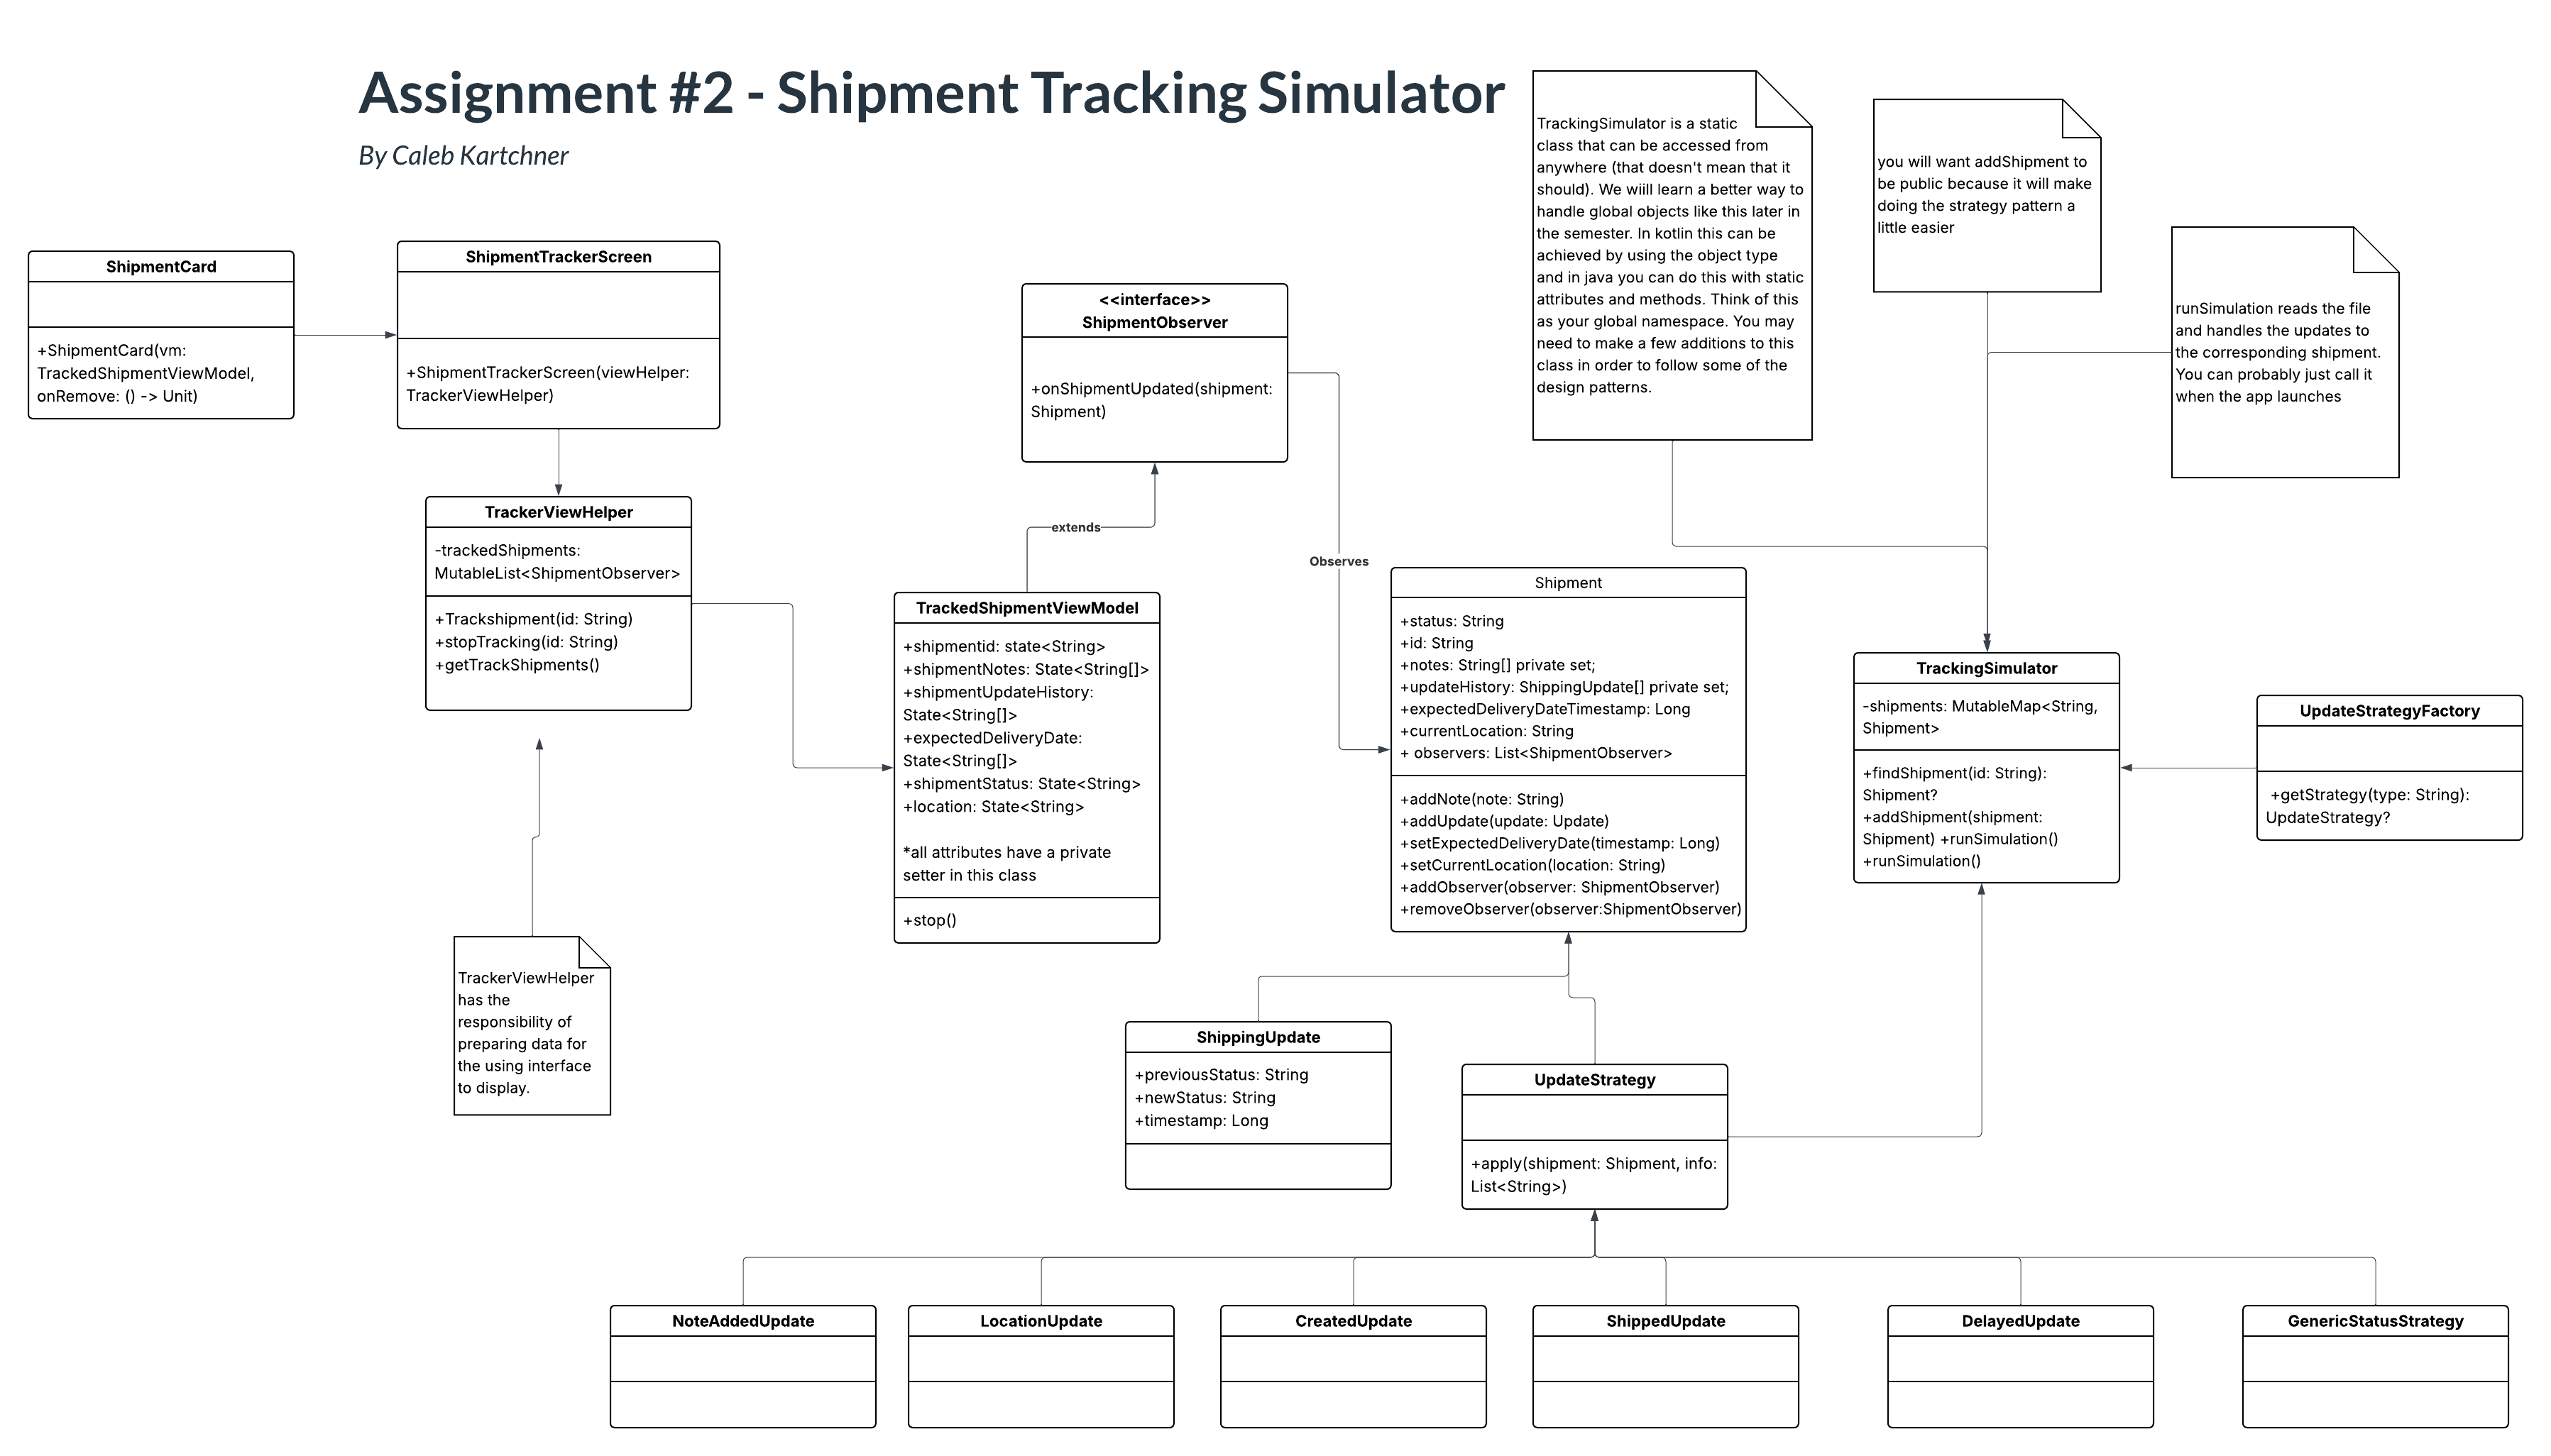 Assignment #2 - Shipment Tracking Simulator
By Caleb Kartchner
TrackingSimulator is a static
class that can be accessed from
anywhere (that doesn't mean that it
should). We wiill learn a better way to
handle global objects like this later in
the semester. In kotlin this can be
achieved by using the object type
and in java you can do this with static
attributes and methods. Think of this
as your global namespace. You may
need to make a few additions to this
class in order to follow some of the
design patterns.
you will want addShipment to
be public because it will make
doing the strategy pattern a
little easier
runSimulation reads the file
and handles the updates to
the corresponding shipment.
You can probably just call it
when the app launches
ShipmentCard
+ShipmentCard(vm:
TrackedShipmentViewModel,
onRemove: () -> Unit)
ShipmentTrackerScreen
+ShipmentTrackerScreen(viewHelper:
TrackerViewHelper)
<<interface>>
ShipmentObserver
+onShipmentUpdated(shipment:
Shipment)
TrackerViewHelper
-trackedShipments:
MutableList<ShipmentObserver>
+Trackshipment(id: String)
+stopTracking(id: String)
+getTrackShipments()
extends
Observes
TrackedShipmentViewModel
+shipmentid: state<String>
+shipmentNotes: State<String[]>
+shipmentUpdateHistory:
State<String[]>
+expectedDeliveryDate:
State<String[]>
+shipmentStatus: State<String>
+location: State<String>
*all attributes have a private
setter in this class
+stop()
Shipment
+status: String
+id: String
+notes: String[] private set;
+updateHistory: ShippingUpdate[] private set;
+expectedDeliveryDateTimestamp: Long
+currentLocation: String
+ observers: List<ShipmentObserver>
+addNote(note: String)
+addUpdate(update: Update)
+setExpectedDeliveryDate(timestamp: Long)
+setCurrentLocation(location: String)
+addObserver(observer: ShipmentObserver)
+removeObserver(observer:ShipmentObserver)
TrackingSimulator
-shipments: MutableMap<String,
Shipment>
+findShipment(id: String):
Shipment?
+addShipment(shipment:
Shipment) +runSimulation()
+runSimulation()
UpdateStrategyFactory
+getStrategy(type: String):
UpdateStrategy?
TrackerViewHelper
has the
responsibility of
preparing data for
the using interface
to display.
ShippingUpdate
+previousStatus: String
+newStatus: String
+timestamp: Long
UpdateStrategy
+apply(shipment: Shipment, info:
List<String>)
NoteAddedUpdate
LocationUpdate
CreatedUpdate
ShippedUpdate
DelayedUpdate
GenericStatusStrategy